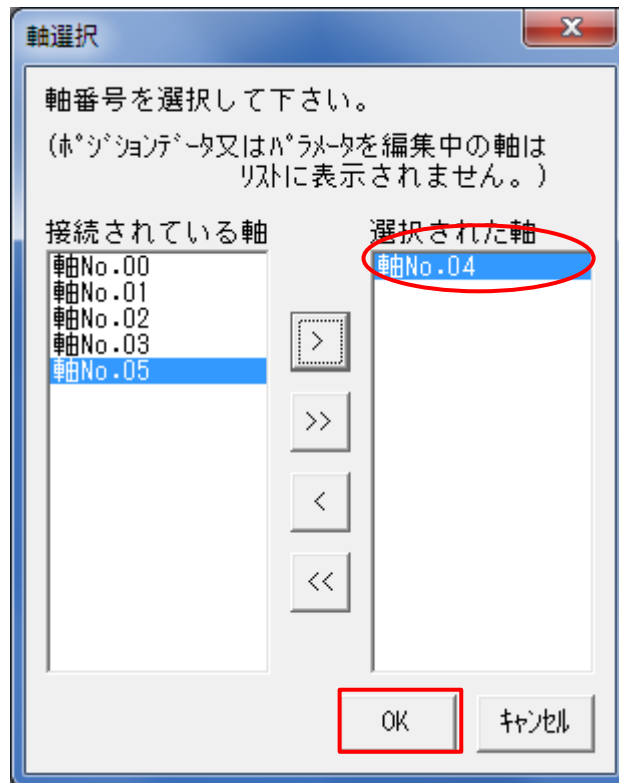 軸選択
軸番号を選択して下さい。
(ﾎﾟｼﾞｼｮﾝﾃﾞｰﾀ又はﾊﾟﾗﾒｰﾀを編集中の軸は
ﾘｽﾄに表示されません。)
接続されている軸
選択された軸
軸No.00
軸No.01
軸No.02
軸No.03
軸No.05
軸No.04
>
>>
<
<<
OK
ｷｬﾝｾﾙ